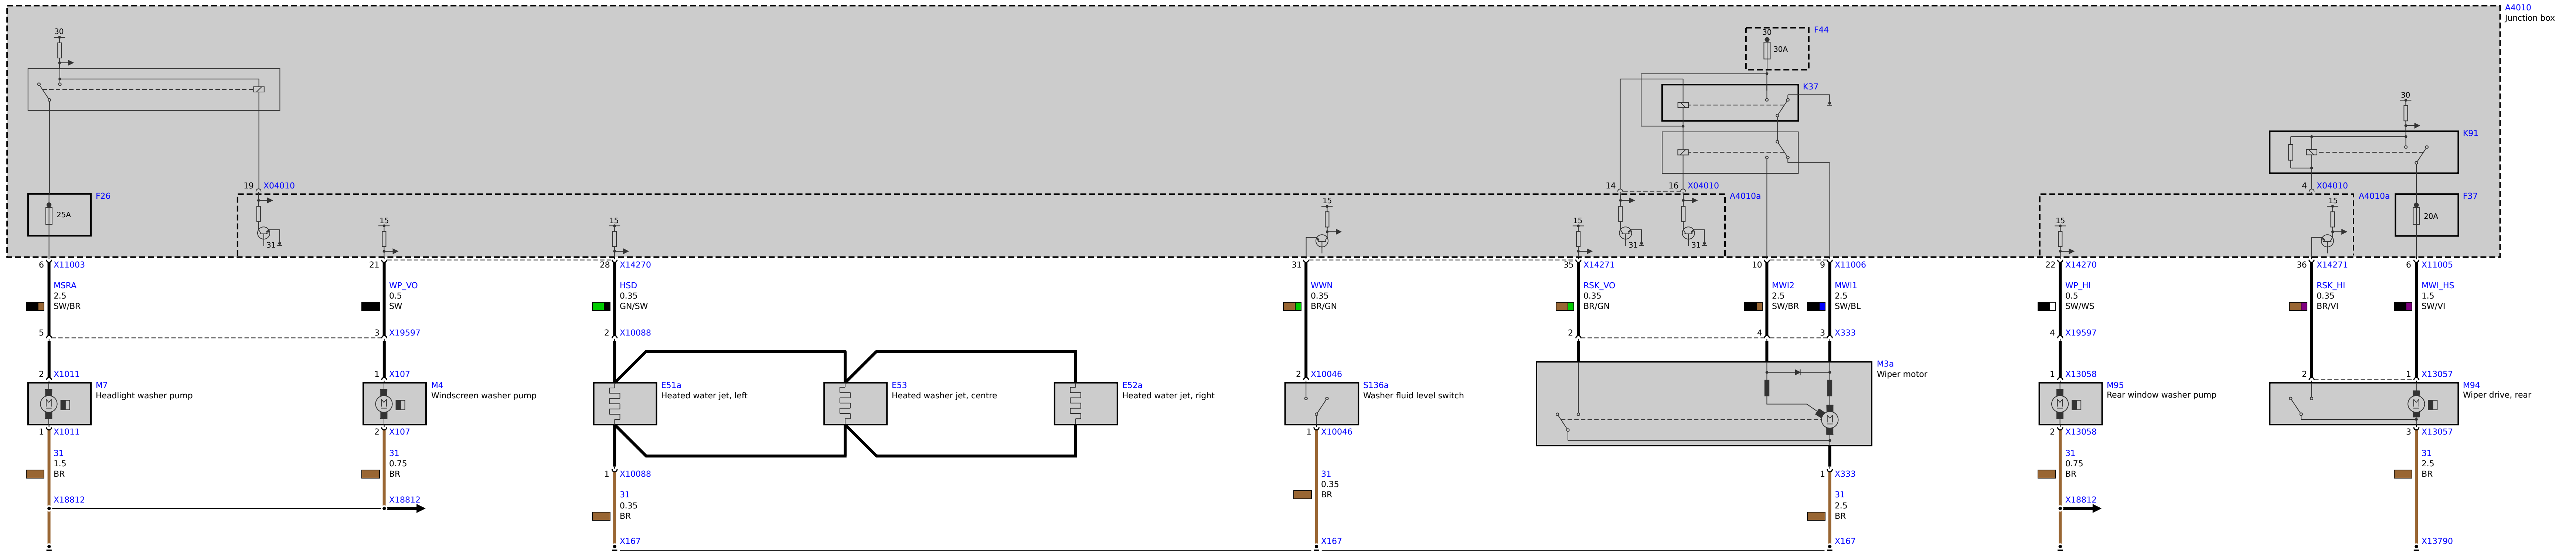 A4010
Junction box
30
F44
30
30A
K37
30
K91
19 X04010
14 16 X04010
4 X04010
F26
25A
A4010a
A4010a
F37
20A
31
15
15
15
15
31
31
15
15
6 X11003
21
28 X14270
31
35 X14271
10
9 X11006
22 X14270
36 X14271
6 X11005
MSRA
2.5
SW/BR
WP_VO
0.5
SW
HSD
0.35
GN/SW
WWN
0.35
BR/GN
RSK_VO
0.35
BR/GN
MWI2
2.5
SW/BR
MWI1
2.5
SW/BL
WP_HI
0.5
SW/WS
RSK_HI
0.35
BR/VI
MWI_HS
1.5
SW/VI
5
3 X19597
2 X10088
2
4
3 X333
4 X19597
2 X1011
1 X107
2 X10046
1 X13058
2
1 X13057
M7
Headlight washer pump
M
M4
Windscreen washer pump
M
E51a
Heated water jet, left
E53
Heated washer jet, centre
E52a
Heated water jet, right
S136a
Washer fluid level switch
M3a
Wiper motor
M
M95
Rear window washer pump
M
M94
Wiper drive, rear
M
1 X1011
2 X107
1 X10046
2 X13058
3 X13057
31
1.5
BR
31
0.75
BR
1 X10088
31
0.35
BR
31
0.35
BR
1 X333
31
2.5
BR
31
0.75
BR
31
2.5
BR
X18812
X18812
X18812
X167
X167
X167
X13790